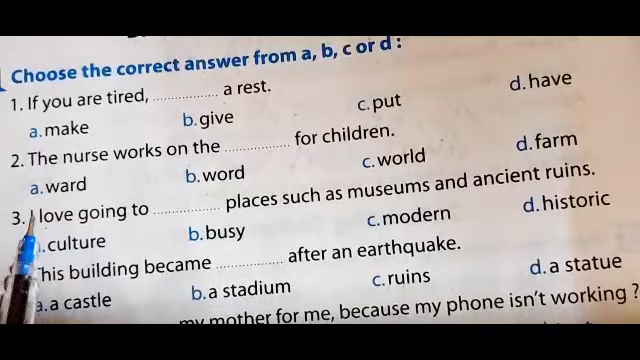 Choose the correct answer from a, b, c or d :
1. If you are tired, .................. a rest.
a. make b. give c. put d. have
2. The nurse works on the .................. for children.
a. ward b. word c. world d. farm
3. I love going to .................. places such as museums and ancient ruins.
a. culture b. busy c. modern d. historic
This building became .................. after an earthquake.
a. a castle b. a stadium c. ruins d. a statue
my mother for me, because my phone isn't working ?